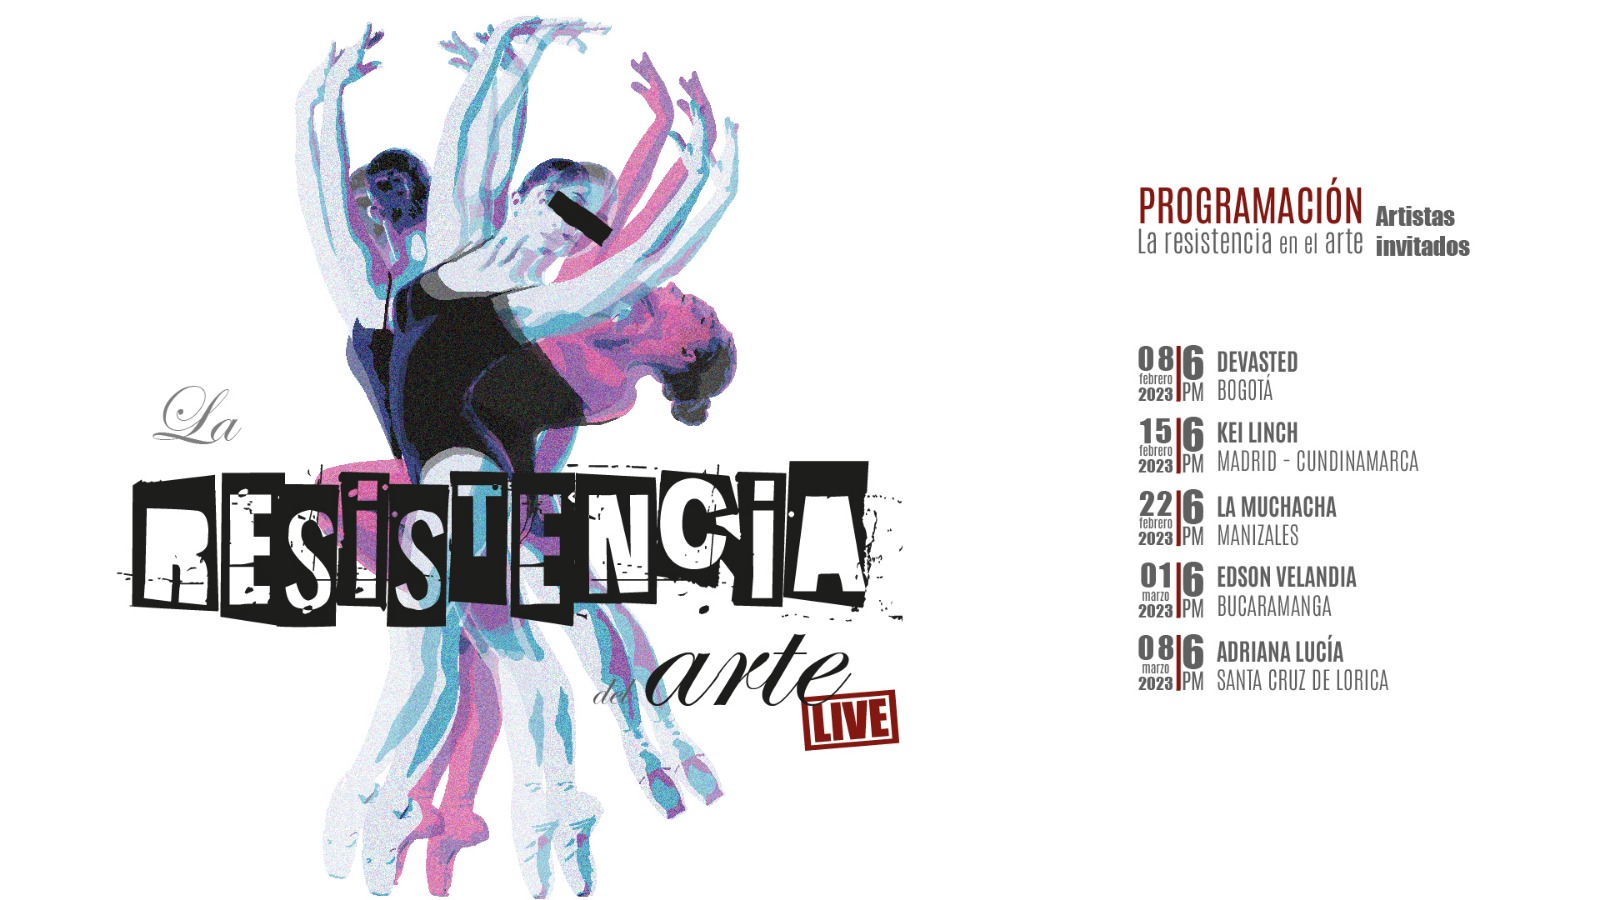 La
RESiSTENCiA
del arte
LIVE
PROGRAMACIÓN
La resistencia en el arte
Artistas
invitados
08 febrero 2023 6 PM DEVASTED
BOGOTÁ
15 febrero 2023 6 PM KEI LINCH
MADRID - CUNDINAMARCA
22 febrero 2023 6 PM LA MUCHACHA
MANIZALES
01 marzo 2023 6 PM EDSON VELANDIA
BUCARAMANGA
08 marzo 2023 6 PM ADRIANA LUCÍA
SANTA CRUZ DE LORICA